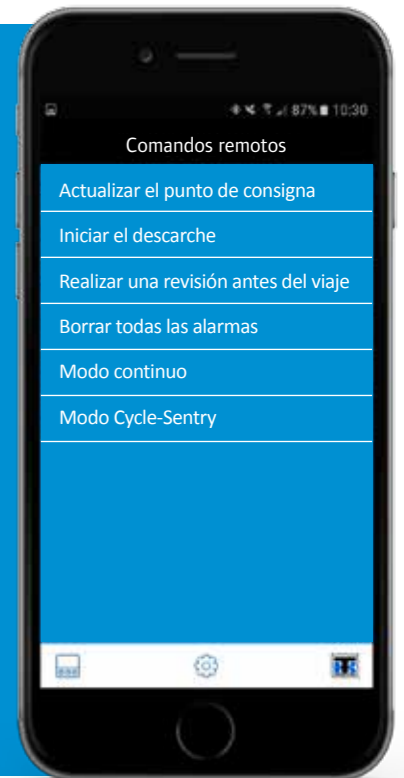 87% 10:30
Comandos remotos
Actualizar el punto de consigna
Iniciar el descarche
Realizar una revisión antes del viaje
Borrar todas las alarmas
Modo continuo
Modo Cycle-Sentry